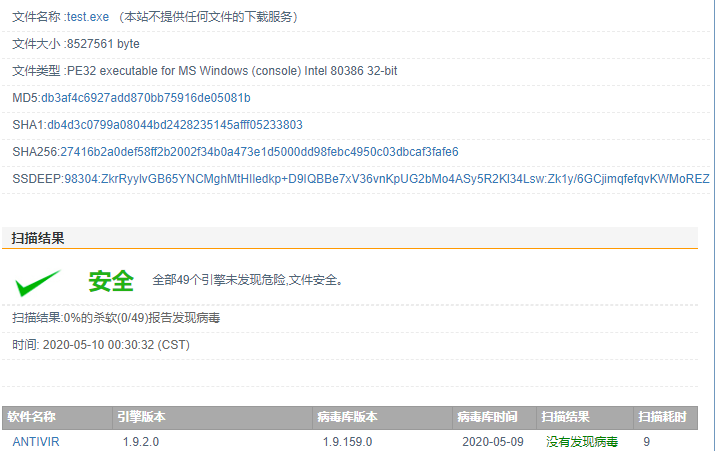 文件名称 :test.exe （本站不提供任何文件的下载服务）
文件大小 :8527561 byte
文件类型 :PE32 executable for MS Windows (console) Intel 80386 32-bit
MD5:db3af4c6927add870bb75916de05081b
SHA1:db4d3c0799a08044bd2428235145afff05233803
SHA256:27416b2a0def58ff2b2002f34b0a473e1d5000dd98febc4950c03dbcaf3fafe6
SSDEEP:98304:ZkrRyylvGB65YNCMghMtHIledkp+D9IQBBe7xV36vnKpUG2bMo4ASy5R2Kl34Lsw:Zk1y/6GCjimqfefqvKWMoREZ
扫描结果
安全 全部49个引擎未发现危险,文件安全。
扫描结果:0%的杀软(0/49)报告发现病毒
时间: 2020-05-10 00:30:32 (CST)
软件名称 引擎版本 病毒库版本 病毒库时间 扫描结果 扫描耗时
ANTIVIR 1.9.2.0 1.9.159.0 2020-05-09 没有发现病毒 9